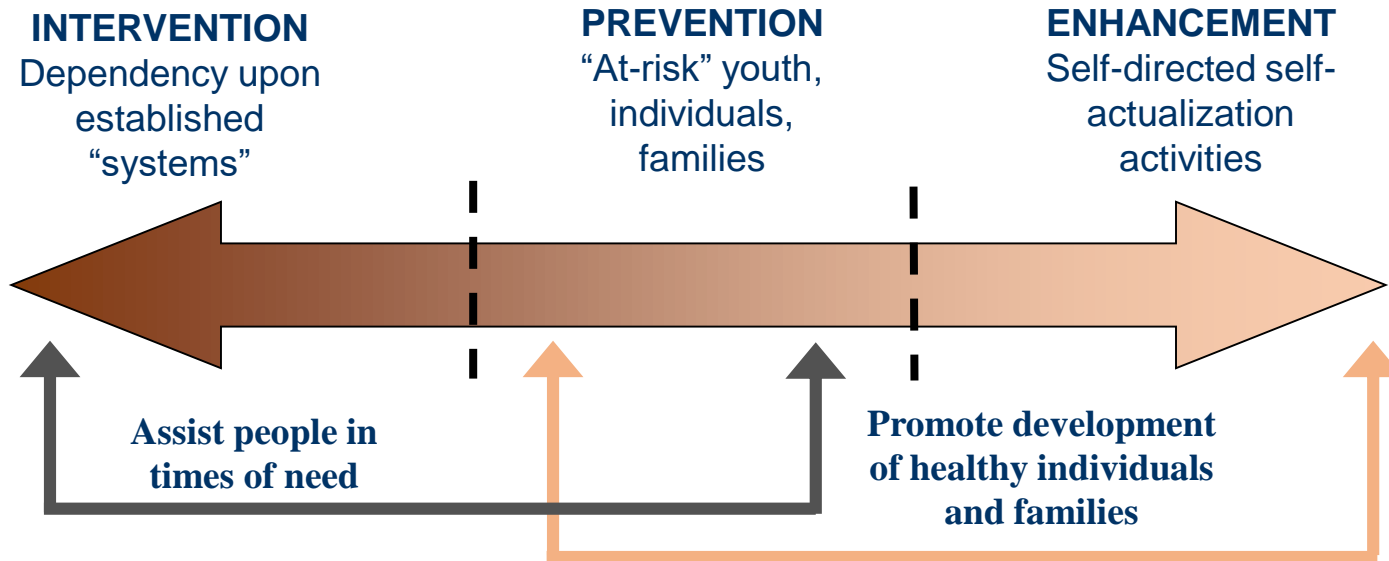 INTERVENTION
Dependency upon
established
“systems”
PREVENTION
“At-risk” youth,
individuals,
families
ENHANCEMENT
Self-directed self-
actualization
activities
Assist people in
times of need
Promote development
of healthy individuals
and families